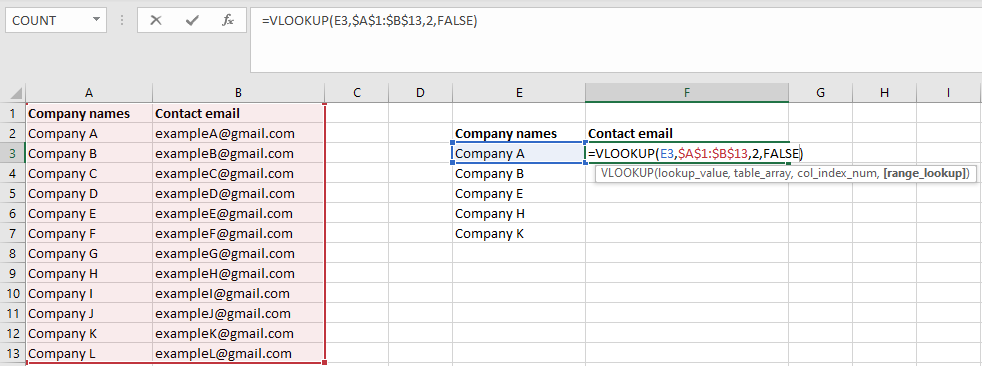 COUNT =VLOOKUP(E3,$A$1:$B$13,2,FALSE)
A B C D E F G H I
1 Company names Contact email
2 Company A exampleA@gmail.com Company names Contact email
3 Company B exampleB@gmail.com Company A =VLOOKUP(E3,$A$1:$B$13,2,FALSE)
4 Company C exampleC@gmail.com Company B VLOOKUP(lookup_value, table_array, col_index_num, [range_lookup])
5 Company D exampleD@gmail.com Company E
6 Company E exampleE@gmail.com Company H
7 Company F exampleF@gmail.com Company K
8 Company G exampleG@gmail.com
9 Company H exampleH@gmail.com
10 Company I exampleI@gmail.com
11 Company J exampleJ@gmail.com
12 Company K exampleK@gmail.com
13 Company L exampleL@gmail.com